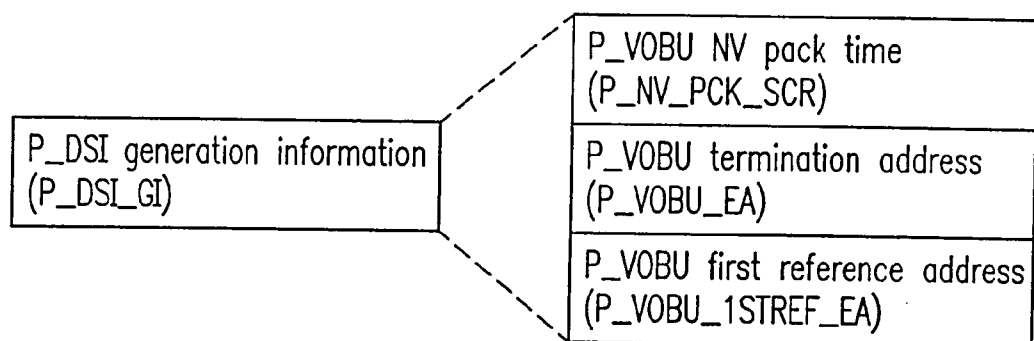 P_DSI generation information
(P_DSI_GI)
P_VOBU NV pack time
(P_NV_PCK_SCR)
P_VOBU termination address
(P_VOBU_EA)
P_VOBU first reference address
(P_VOBU_1STREF_EA)